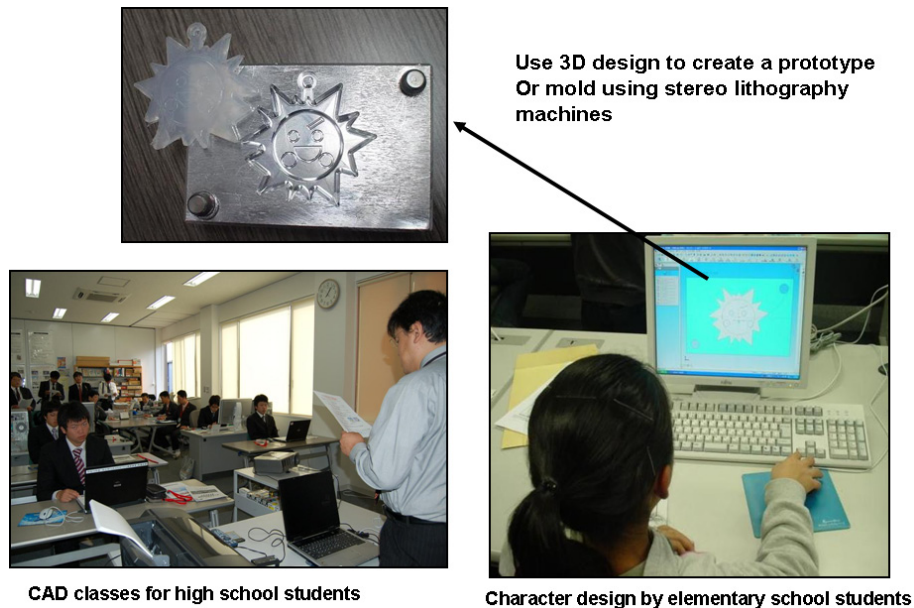 Use 3D design to create a prototype
Or mold using stereo lithography
machines
CAD classes for high school students
Character design by elementary school students